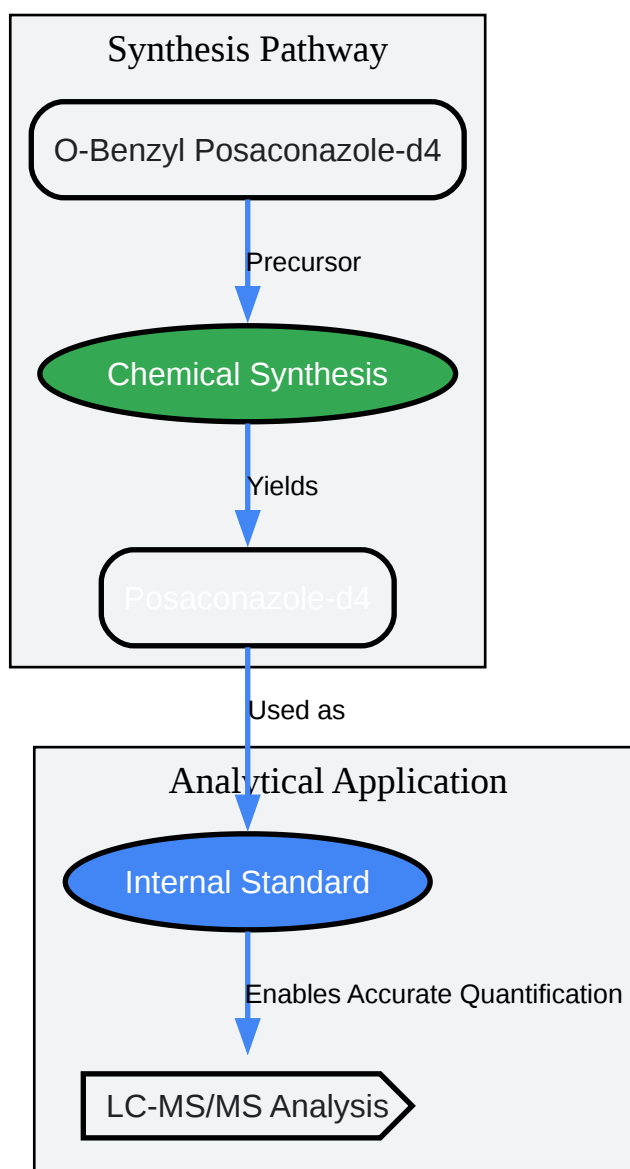 Synthesis Pathway
O-Benzyl Posaconazole-d4
Precursor
Chemical Synthesis
Yields
Posaconazole-d4
Used as
Analytical Application
Internal Standard
Enables Accurate Quantification
LC-MS/MS Analysis